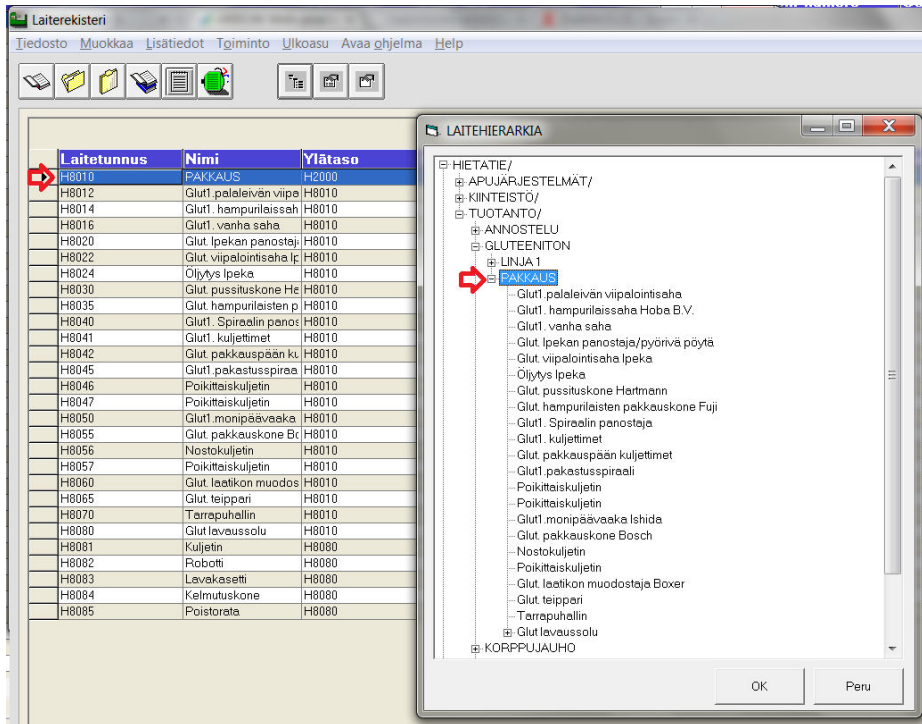 Laiterekisteri
Tiedosto Muokkaa Lisätiedot Toiminto Ulkoasu Avaa ohjelma Help
Laitetunnus Nimi Ylätaso
H8010 PAKKAUS H2000
H8012 Glut1.palaleivän viipa H8010
H8014 Glut1. hampurilaissah H8010
H8016 Glut1. vanha saha H8010
H8020 Glut. Ipekan panostaj H8010
H8022 Glut. viipalointisaha Ip H8010
H8024 Öljytys Ipeka H8010
H8030 Glut. pussituskone Ha H8010
H8035 Glut. hampurilaisten p H8010
H8040 Glut1. Spiraalin panos H8010
H8041 Glut1. kuljettimet H8010
H8042 Glut. pakkauspään ku H8010
H8045 Glut1.pakastusspiraa H8010
H8046 Poikittaiskuljetin H8010
H8047 Poikittaiskuljetin H8010
H8050 Glut1.monipäävaaka H8010
H8055 Glut. pakkauskone Bo H8010
H8056 Nostokuljetin H8010
H8057 Poikittaiskuljetin H8010
H8060 Glut. laatikon muodos H8010
H8065 Glut. teippari H8010
H8070 Tarrapuhallin H8010
H8080 Glut lavaussolu H8010
H8081 Kuljetin H8080
H8082 Robotti H8080
H8083 Lavakasetti H8080
H8084 Kelmutuskone H8080
H8085 Poistorata H8080
LAITEHIERARKIA
HIETATIE/
APUJÄRJESTELMÄT/
KIINTEISTÖ/
TUOTANTO/
ANNOSTELU
GLUTEENITON
LINJA 1
PAKKAUS
Glut1.palaleivän viipalointisaha
Glut1. hampurilaissaha Hoba B.V.
Glut1. vanha saha
Glut. Ipekan panostaja/pyörivä pöytä
Glut. viipalointisaha Ipeka
Öljytys Ipeka
Glut. pussituskone Hartmann
Glut. hampurilaisten pakkauskone Fuji
Glut1. Spiraalin panostaja
Glut1. kuljettimet
Glut. pakkauspään kuljettimet
Glut1.pakastusspiraali
Poikittaiskuljetin
Poikittaiskuljetin
Glut1.monipäävaaka Ishida
Glut. pakkauskone Bosch
Nostokuljetin
Poikittaiskuljetin
Glut. laatikon muodostaja Boxer
Glut. teippari
Tarrapuhallin
Glut lavaussolu
KORPPUJAUHO
OK Peru